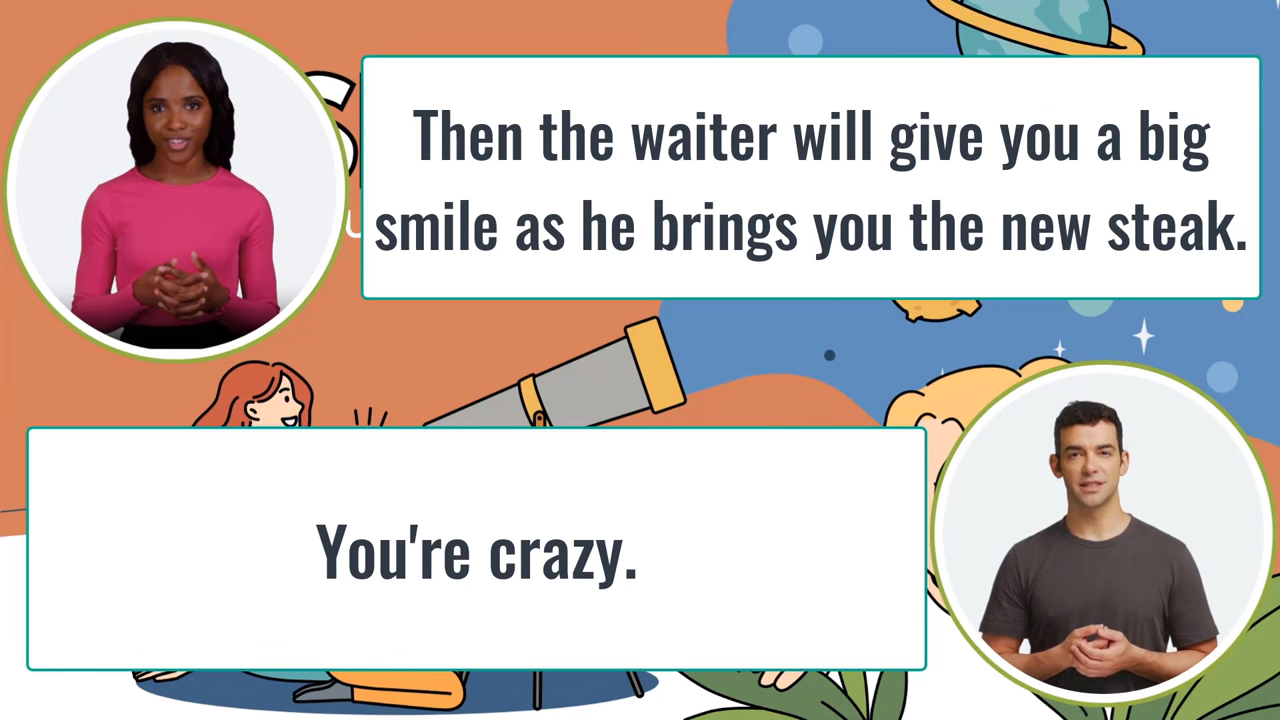 Then the waiter will give you a big
smile as he brings you the new steak.
You're crazy.